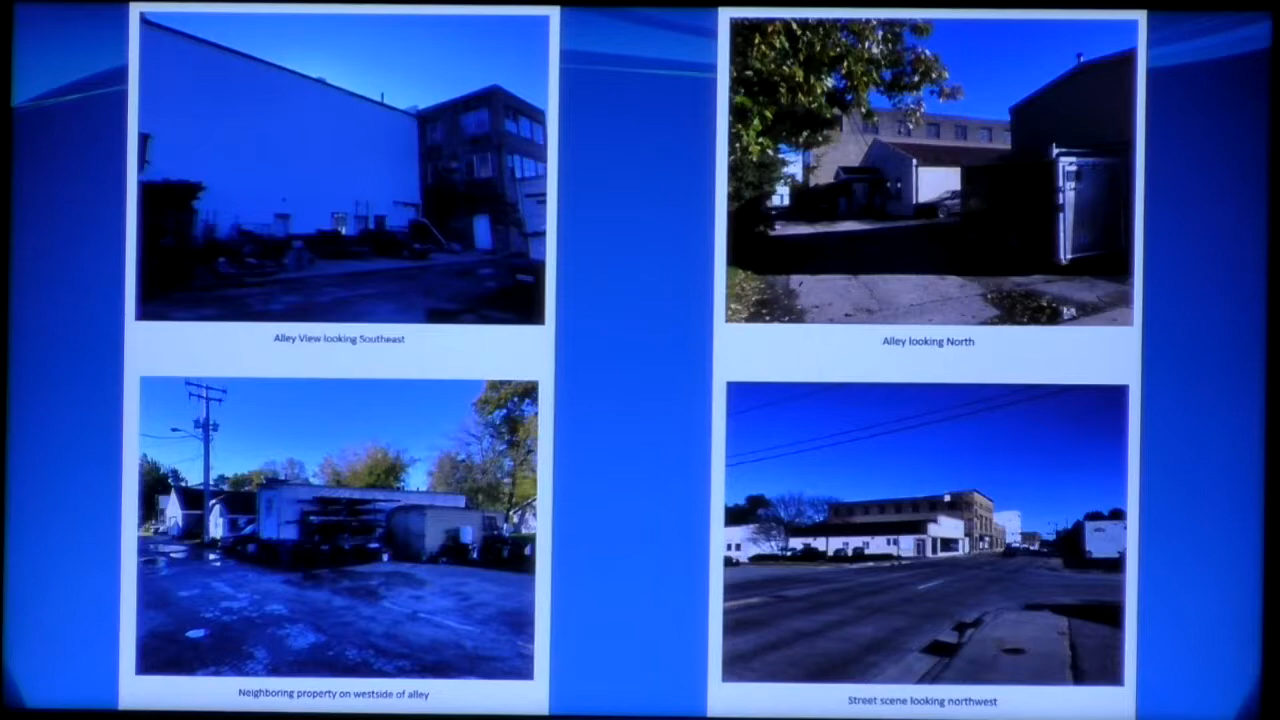 Alley View looking Southeast
Alley looking North
Neighboring property on westside of alley
Street scene looking northwest